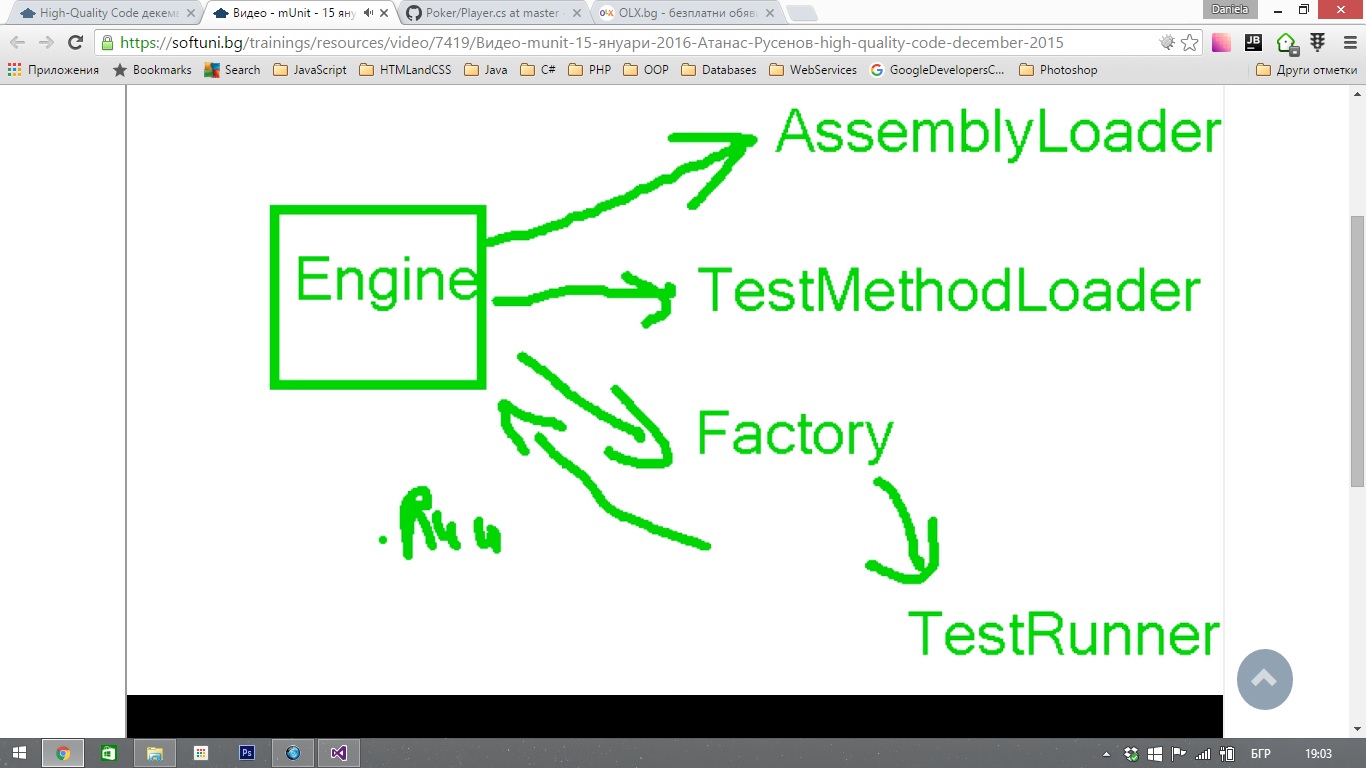 High-Quality Code декем
Видео - mUnit - 15 яну
Poker/Player.cs at master
OLX.bg - безплатни обяв
Daniela
https://softuni.bg/trainings/resources/video/7419/Видео-munit-15-януари-2016-Атанас-Русенов-high-quality-code-december-2015
Приложения Bookmarks Search JavaScript HTMLandCSS Java C# PHP OOP Databases WebServices GoogleDevelopersC... Photoshop Други отметки
AssemblyLoader
Engine
TestMethodLoader
Factory
.Run
TestRunner
БГР 19:03